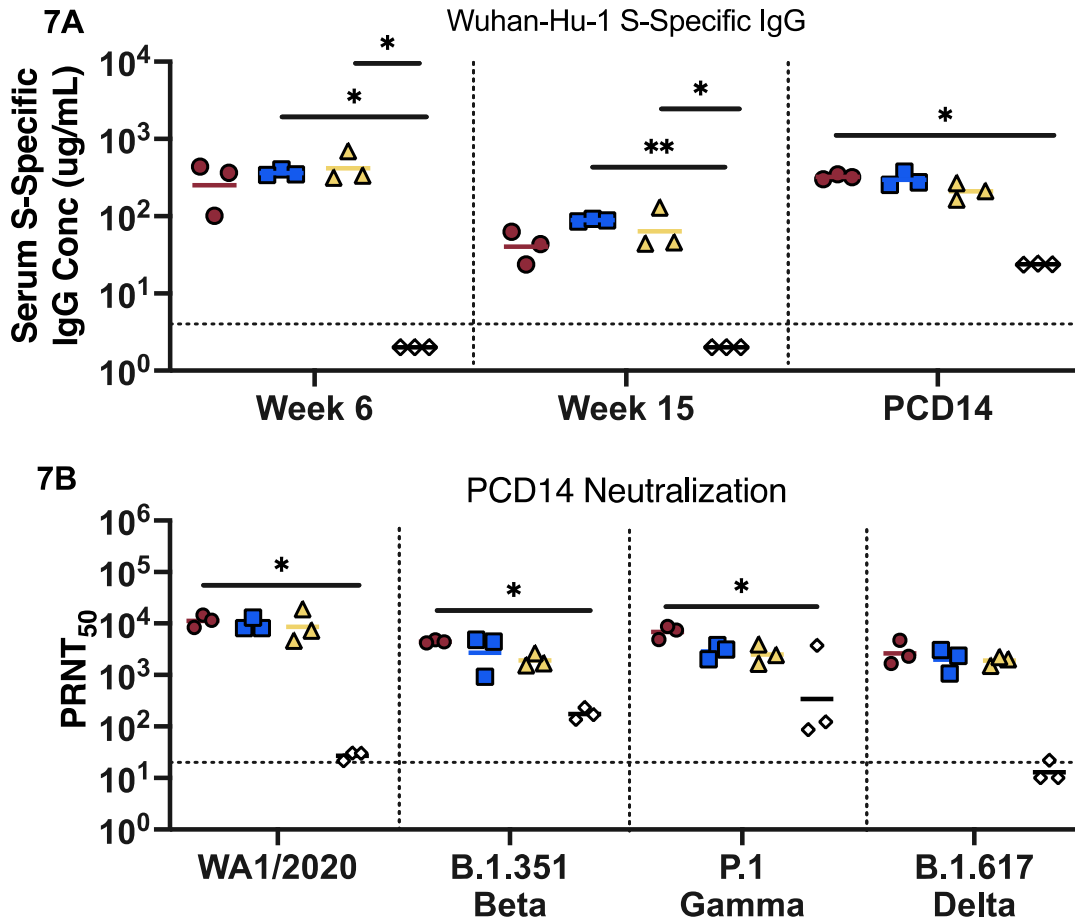 7A
Wuhan-Hu-1 S-Specific IgG
Serum S-Specific
IgG Conc (ug/mL)
10⁴
10³
10²
10¹
10⁰
*
*
*
**
*
Week 6
Week 15
PCD14
7B
PCD14 Neutralization
PRNT₅₀
10⁶
10⁵
10⁴
10³
10²
10¹
10⁰
*
*
*
WA1/2020
B.1.351
Beta
P.1
Gamma
B.1.617
Delta